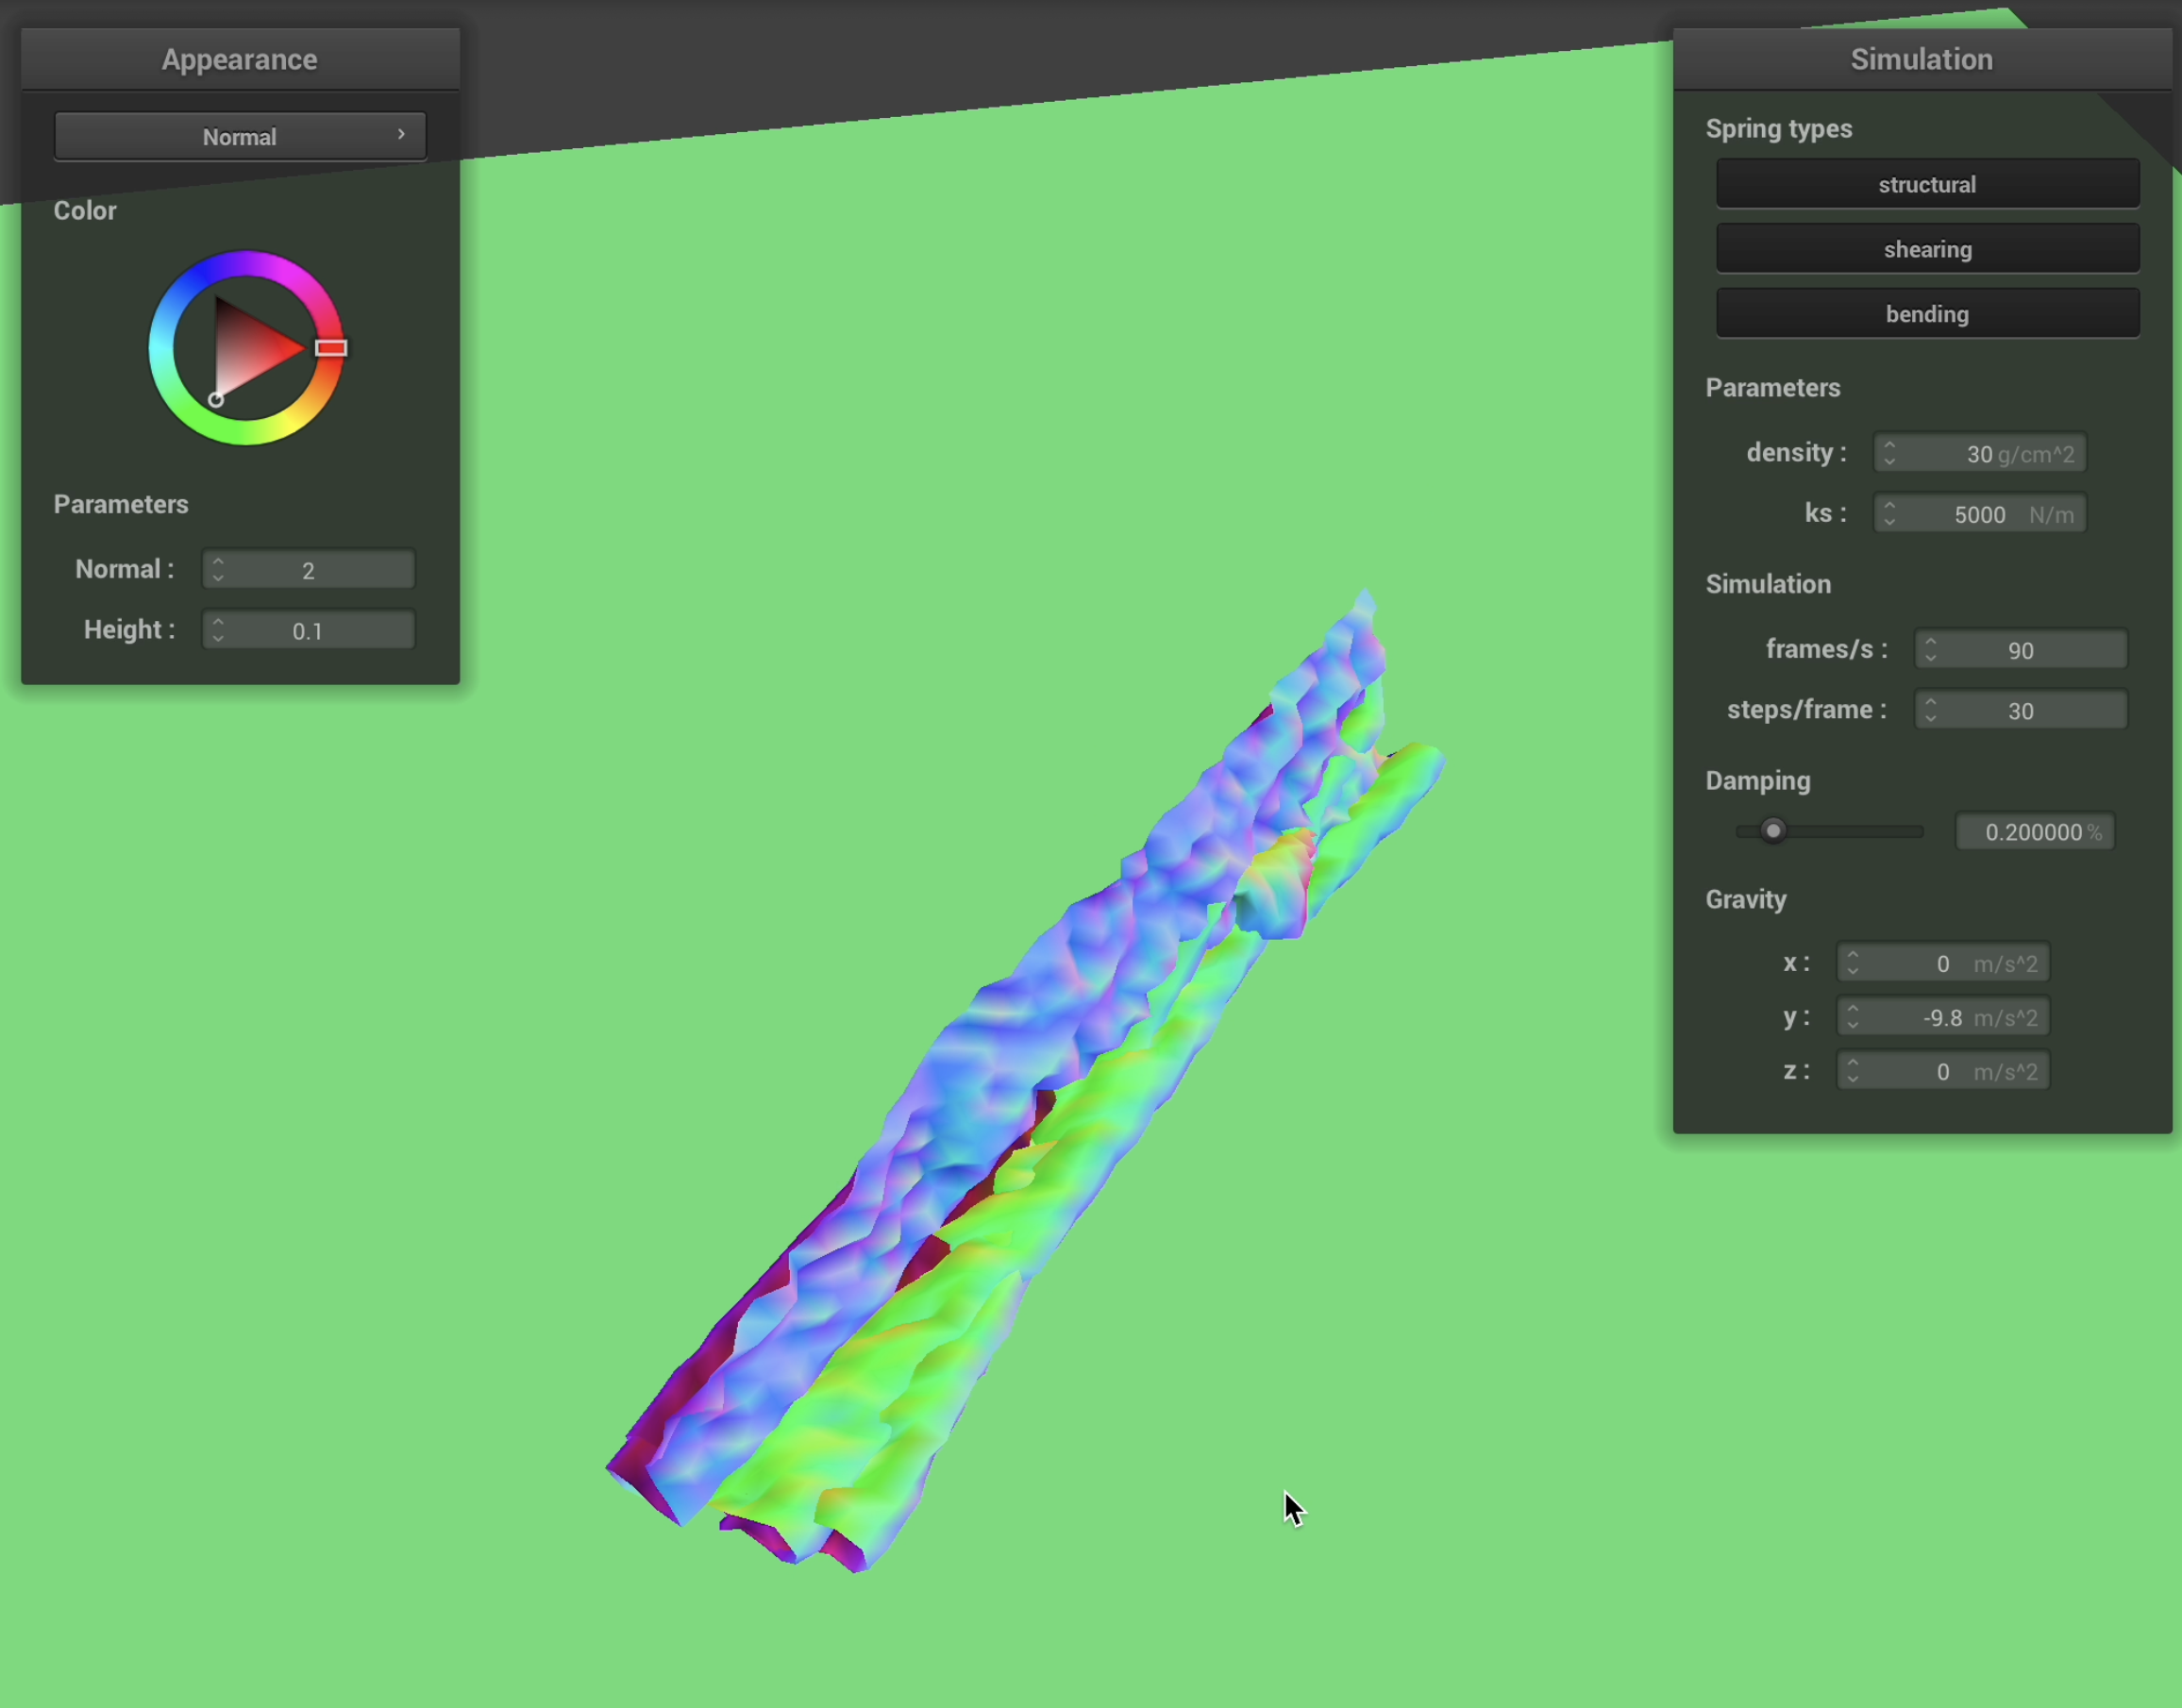 Appearance
Normal
Color
Parameters
Normal : 2
Height : 0.1
Simulation
Spring types
structural
shearing
bending
Parameters
density : 30 g/cm^2
ks : 5000 N/m
Simulation
frames/s : 90
steps/frame : 30
Damping
0.200000 %
Gravity
x : 0 m/s^2
y : -9.8 m/s^2
z : 0 m/s^2